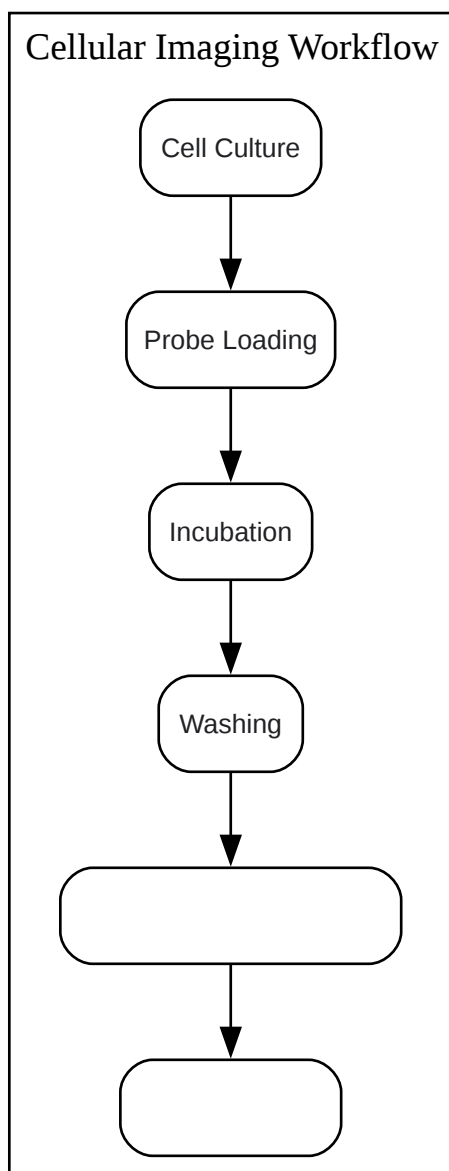 Cellular Imaging Workflow
Cell Culture
Probe Loading
Incubation
Washing